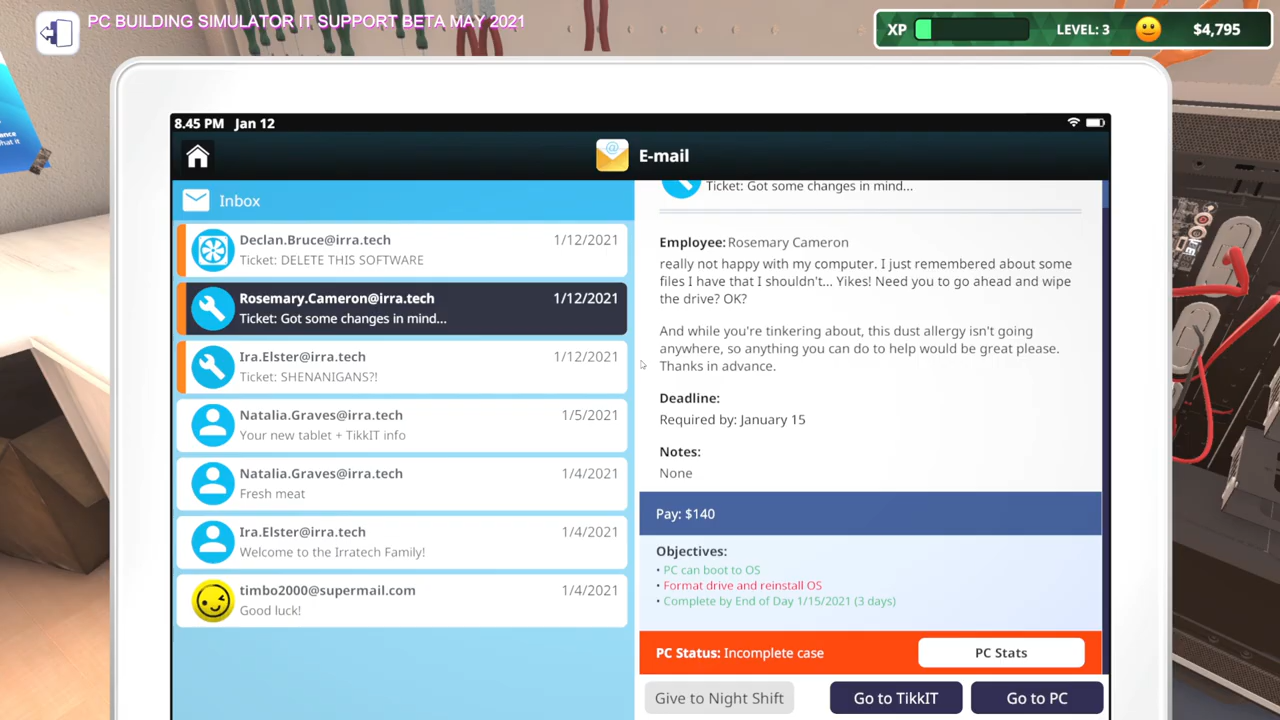 PC BUILDING SIMULATOR IT SUPPORT BETA MAY 2021
XP
LEVEL: 3
$4,795
8.45 PM Jan 12
E-mail
Inbox
Declan.Bruce@irra.tech 1/12/2021
Ticket: DELETE THIS SOFTWARE
Rosemary.Cameron@irra.tech 1/12/2021
Ticket: Got some changes in mind...
Ira.Elster@irra.tech 1/12/2021
Ticket: SHENANIGANS?!
Natalia.Graves@irra.tech 1/5/2021
Your new tablet + TikkIT info
Natalia.Graves@irra.tech 1/4/2021
Fresh meat
Ira.Elster@irra.tech 1/4/2021
Welcome to the Irratech Family!
timbo2000@supermail.com 1/4/2021
Good luck!
Ticket: Got some changes in mind...
Employee: Rosemary Cameron
really not happy with my computer. I just remembered about some
files I have that I shouldn't... Yikes! Need you to go ahead and wipe
the drive? OK?
And while you're tinkering about, this dust allergy isn't going
anywhere, so anything you can do to help would be great please.
Thanks in advance.
Deadline:
Required by: January 15
Notes:
None
Pay: $140
Objectives:
• PC can boot to OS
• Format drive and reinstall OS
• Complete by End of Day 1/15/2021 (3 days)
PC Status: Incomplete case
PC Stats
Give to Night Shift
Go to TikkIT
Go to PC